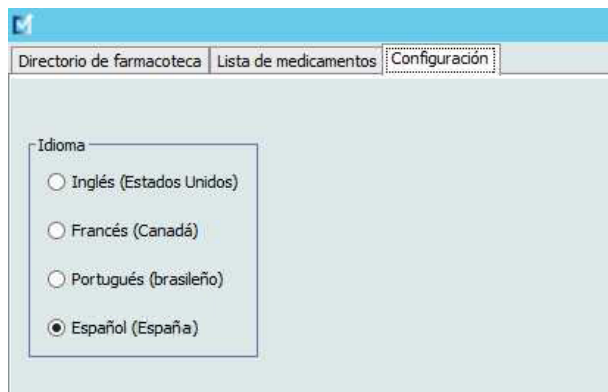 Directorio de farmacoteca Lista de medicamentos Configuración
Idioma
Inglés (Estados Unidos)
Francés (Canadá)
Portugués (brasileño)
Español (España)